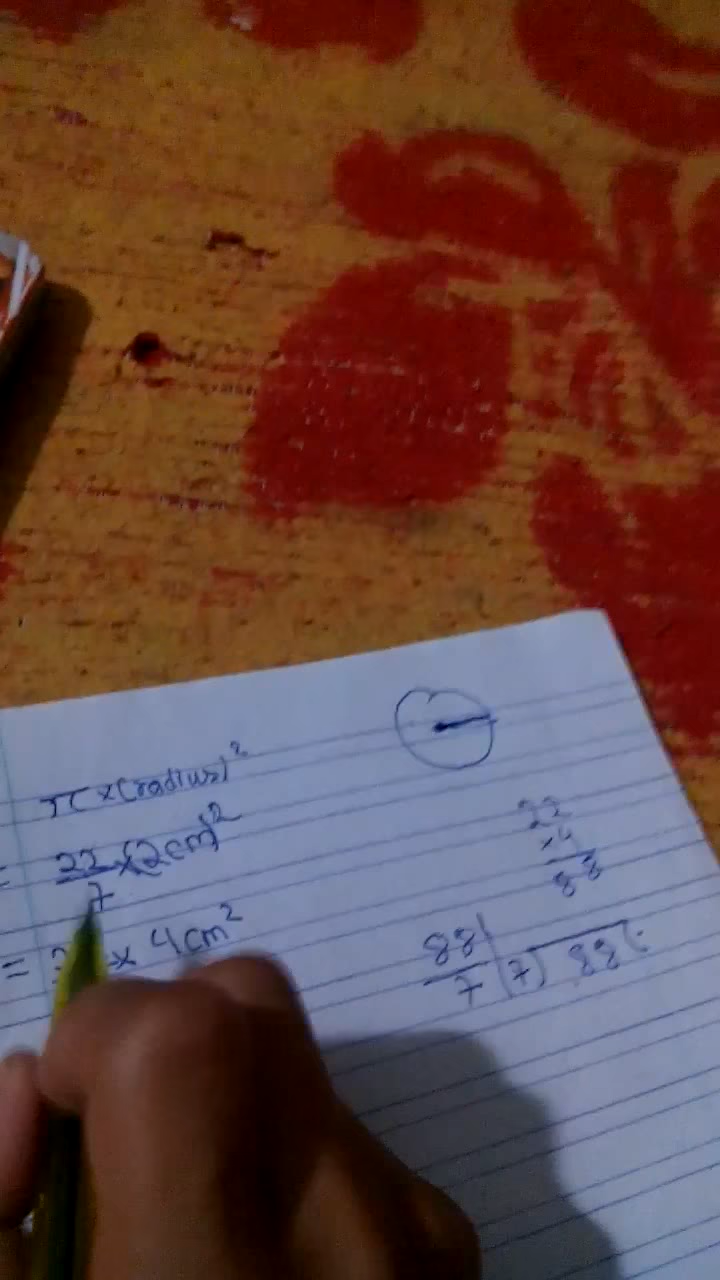 π × (radius)²
= 22/7 × (2cm)²
= × 4cm²
22
×4
88
88/7 7) 88 (